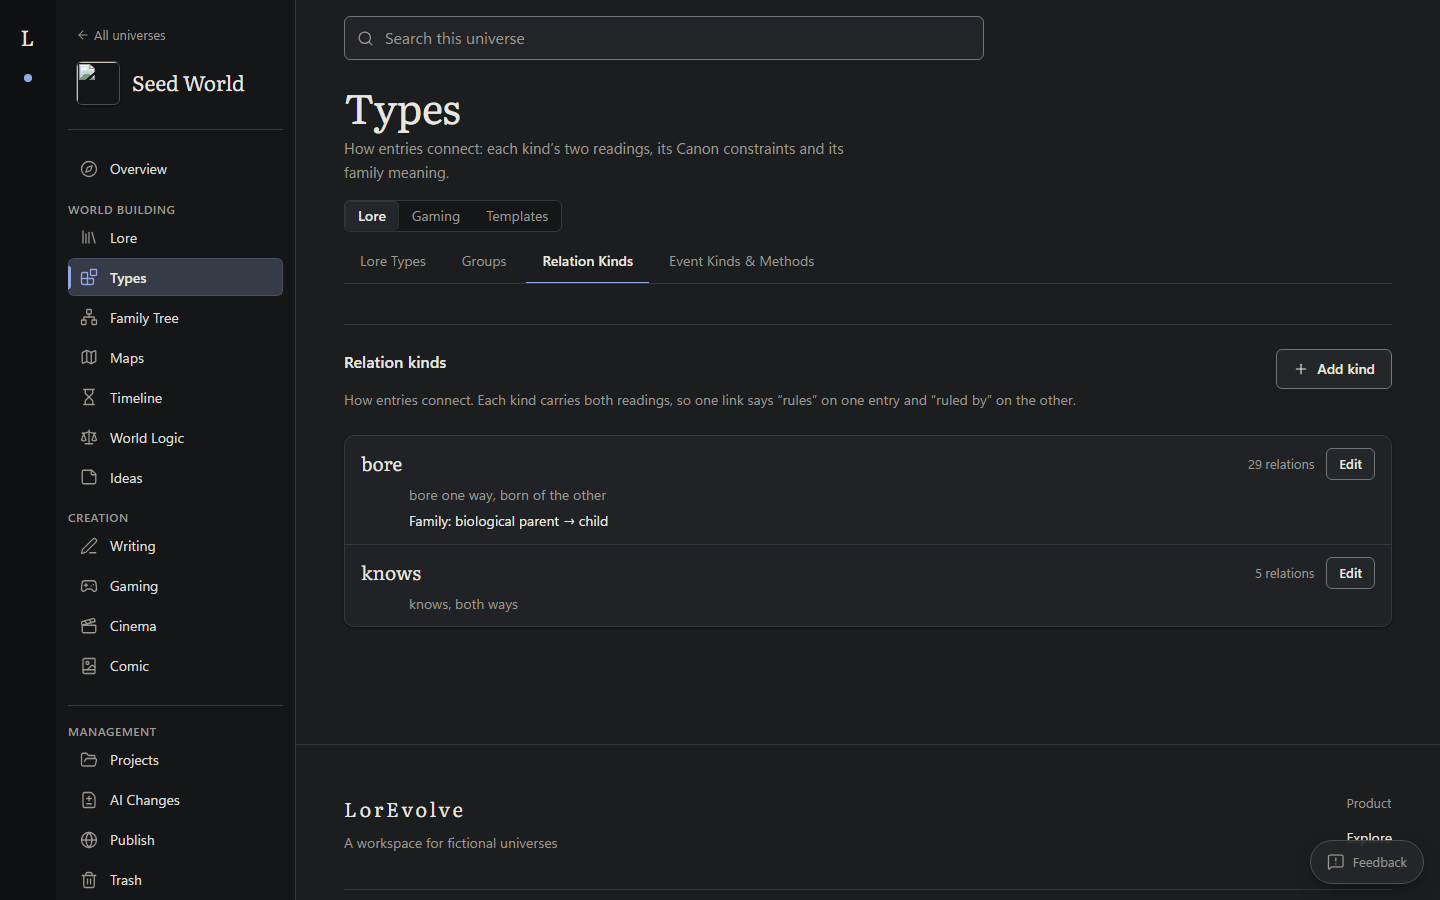 L
All universes
Seed World
Overview
WORLD BUILDING
Lore
Types
Family Tree
Maps
Timeline
World Logic
Ideas
CREATION
Writing
Gaming
Cinema
Comic
MANAGEMENT
Projects
AI Changes
Publish
Trash
Search this universe
Types
How entries connect: each kind’s two readings, its Canon constraints and its
family meaning.
Lore Gaming Templates
Lore Types Groups Relation Kinds Event Kinds & Methods
Relation kinds
Add kind
How entries connect. Each kind carries both readings, so one link says “rules” on one entry and “ruled by” on the other.
bore
29 relations Edit
bore one way, born of the other
Family: biological parent → child
knows
5 relations Edit
knows, both ways
LorEvolve
A workspace for fictional universes
Product
Explore
Feedback